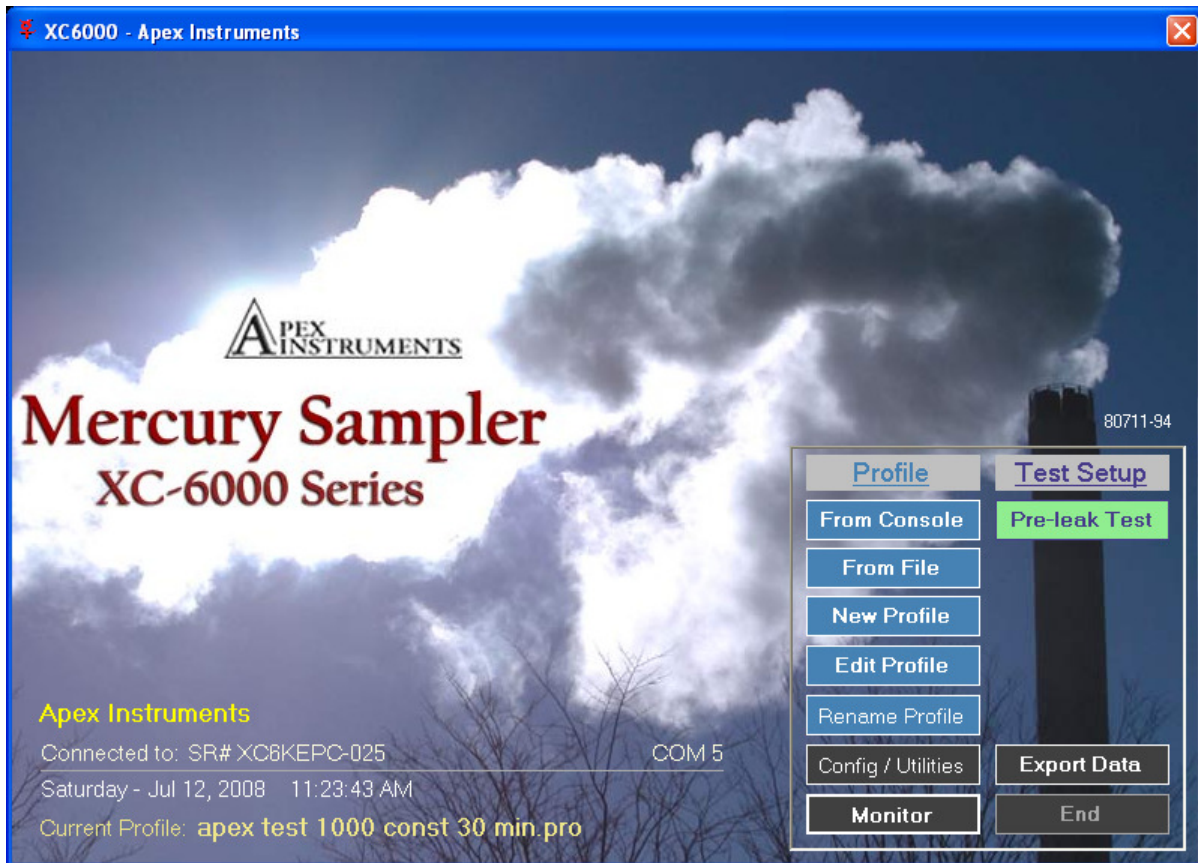 XC6000 - Apex Instruments
APEX
INSTRUMENTS
Mercury Sampler
XC-6000 Series
80711-94
Profile
Test Setup
From Console
Pre-leak Test
From File
New Profile
Edit Profile
Rename Profile
Config / Utilities
Export Data
Monitor
End
Apex Instruments
Connected to: SR# XC6KEPC-025 COM 5
Saturday - Jul 12, 2008 11:23:43 AM
Current Profile: apex test 1000 const 30 min.pro